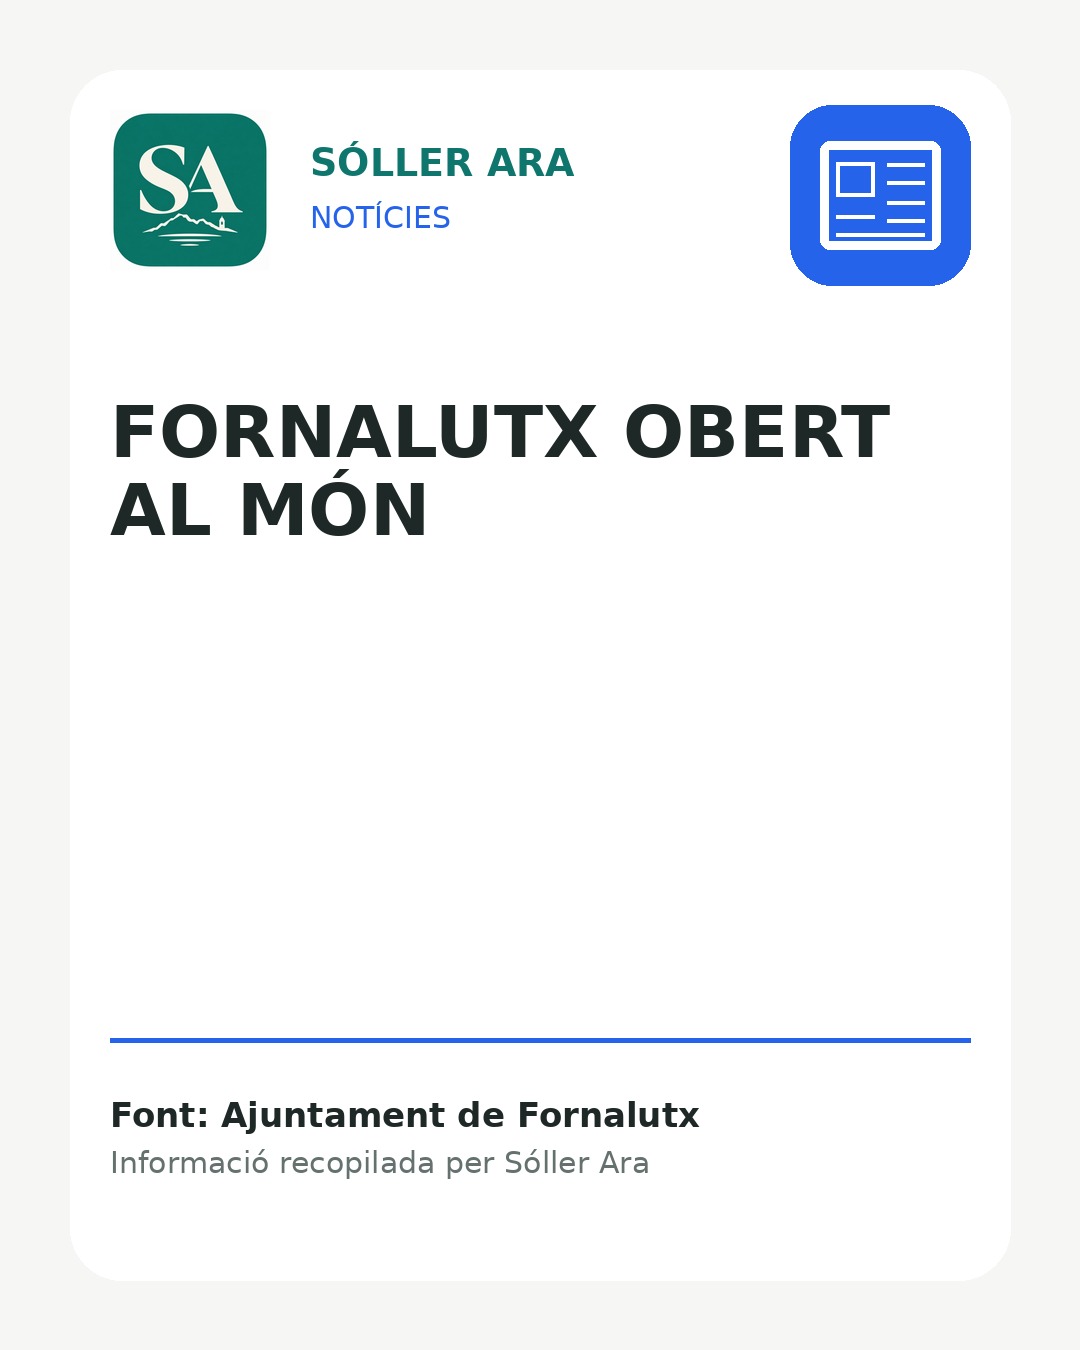 SA
SÓLLER ARA
NOTÍCIES
FORNALUTX OBERT
AL MÓN
Font: Ajuntament de Fornalutx
Informació recopilada per Sóller Ara